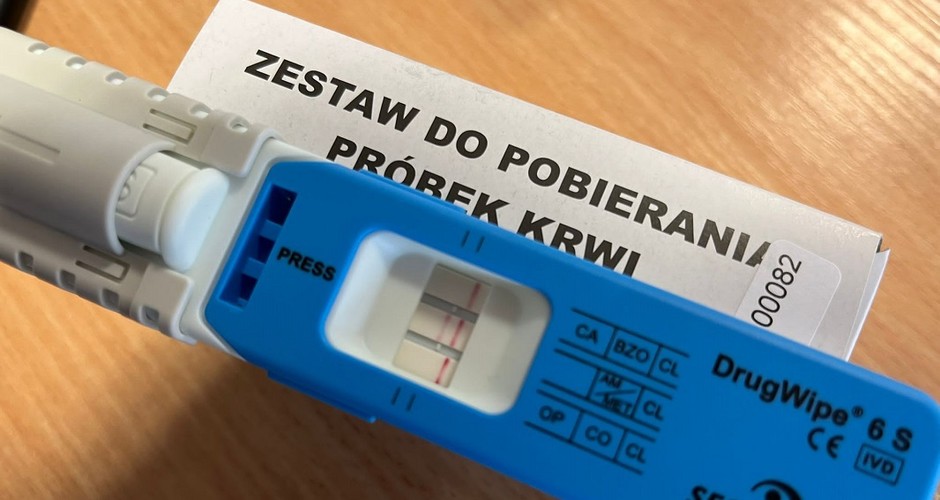 ZESTAW DO POBIERANIA
PRÓBEK KRWI
00082
PRESS
CA BZO CL
AM/MET CL
OP CO CL
DrugWipe® 6 S
CE IVD